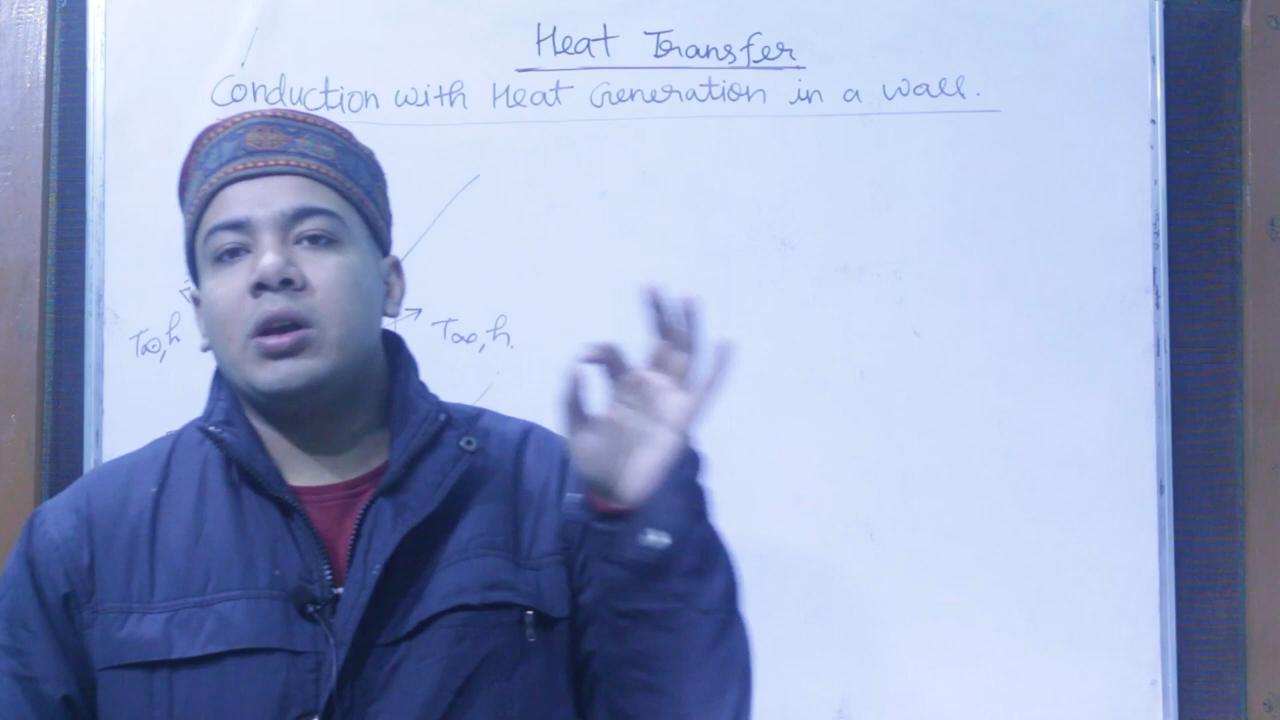 Heat Transfer
Conduction with Heat Generation in a wall.
T∞,h
T∞,h.